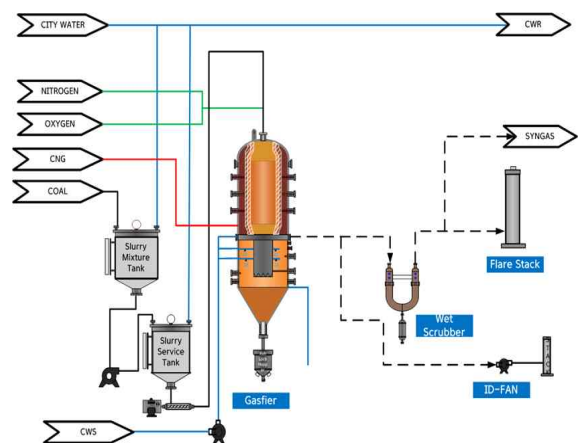 CITY WATER
CWR
NITROGEN
OXYGEN
SYNGAS
CNG
COAL
Slurry
Mixture
Tank
Flare Stack
Wet
Scrubber
Slurry
Service
Tank
Gasfier
ID-FAN
CWS